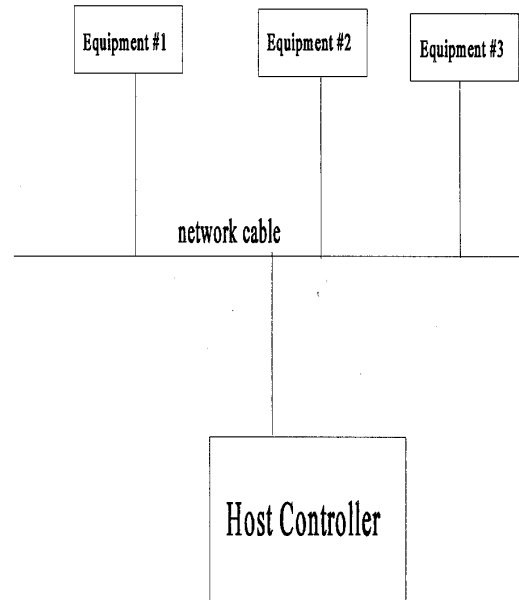 Equipment #1
Equipment #2
Equipment #3
network cable
Host Controller